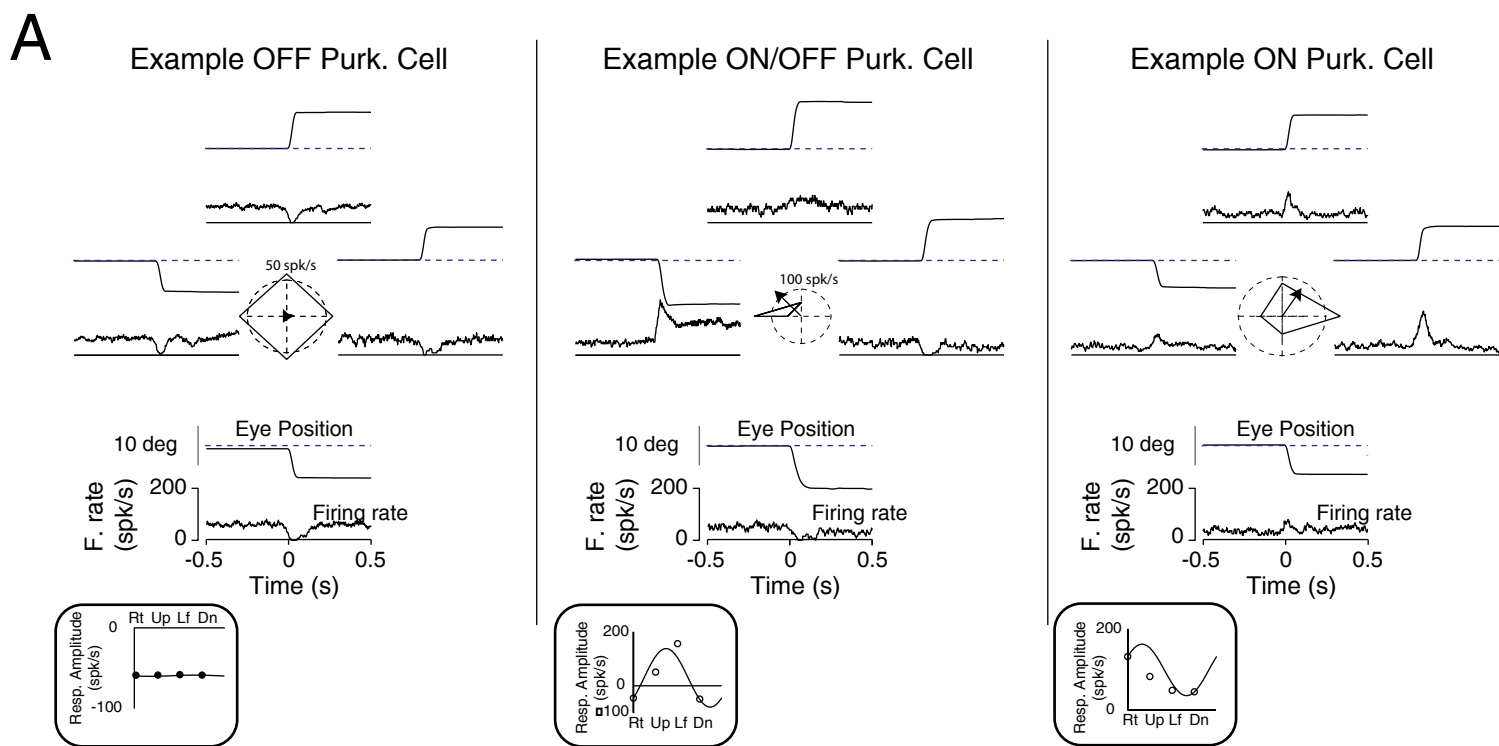 A
Example OFF Purk. Cell
Example ON/OFF Purk. Cell
Example ON Purk. Cell
50 spk/s
100 spk/s
10 deg
Eye Position
200
0
F. rate
(spk/s)
Firing rate
-0.5 0 0.5
Time (s)
10 deg
Eye Position
200
0
F. rate
(spk/s)
Firing rate
-0.5 0 0.5
Time (s)
10 deg
Eye Position
200
0
F. rate
(spk/s)
Firing rate
-0.5 0 0.5
Time (s)
Rt Up Lf Dn
0
-100
Resp. Amplitude
(spk/s)
200
0
100
Resp. Amplitude
(spk/s)
Rt Up Lf Dn
200
0
Resp. Amplitude
(spk/s)
Rt Up Lf Dn